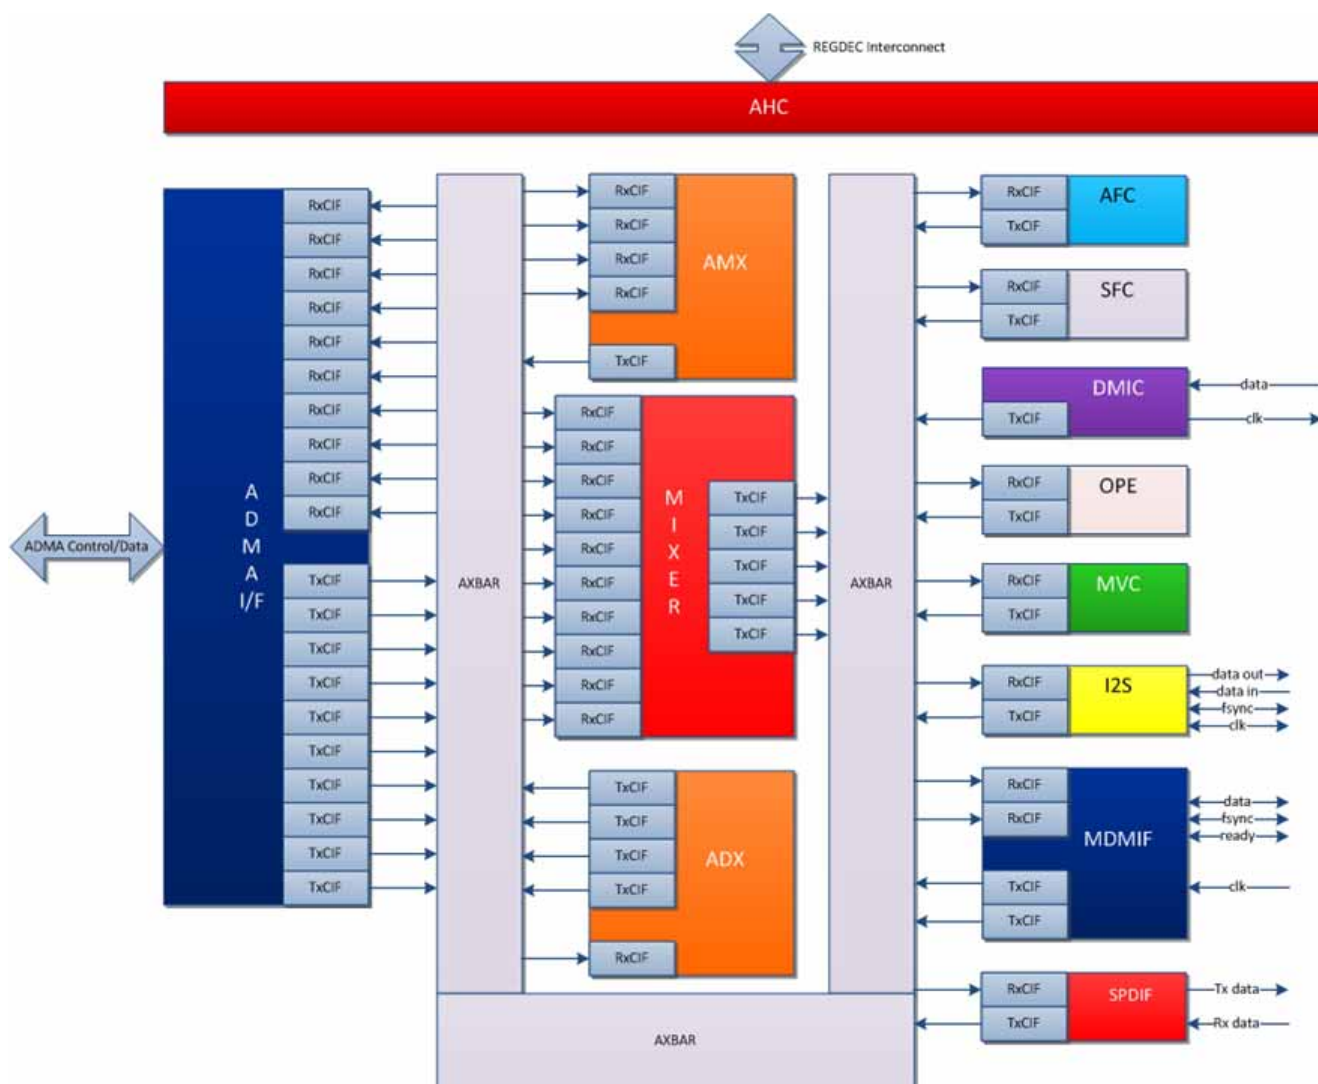 REGDEC Interconnect
AHC
ADMA Control/Data
ADMA I/F
RxCIF
RxCIF
RxCIF
RxCIF
RxCIF
RxCIF
RxCIF
RxCIF
RxCIF
RxCIF
TxCIF
TxCIF
TxCIF
TxCIF
TxCIF
TxCIF
TxCIF
TxCIF
TxCIF
TxCIF
AXBAR
RxCIF
RxCIF
RxCIF
RxCIF
AMX
TxCIF
RxCIF
RxCIF
RxCIF
RxCIF
RxCIF
RxCIF
RxCIF
RxCIF
RxCIF
RxCIF
MIXER
TxCIF
TxCIF
TxCIF
TxCIF
TxCIF
TxCIF
TxCIF
TxCIF
TxCIF
ADX
RxCIF
AXBAR
AXBAR
RxCIF
AFC
TxCIF
RxCIF
SFC
TxCIF
DMIC
data
TxCIF
clk
RxCIF
OPE
TxCIF
RxCIF
MVC
TxCIF
RxCIF
I2S
TxCIF
data out
data in
fsync
clk
RxCIF
RxCIF
MDMIF
TxCIF
TxCIF
data
fsync
ready
clk
RxCIF
SPDIF
TxCIF
Tx data
Rx data